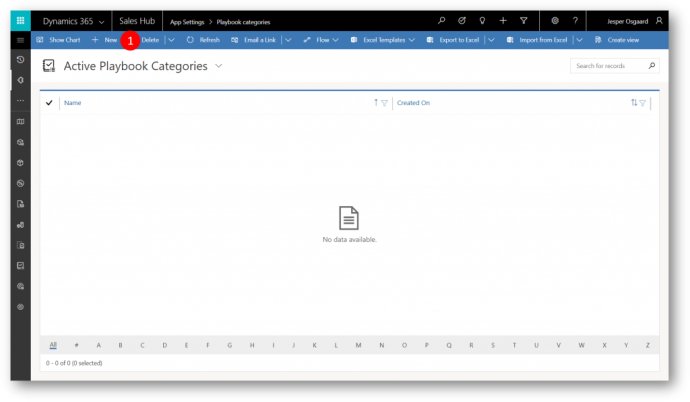 Dynamics 365 Sales Hub App Settings > Playbook categories Jesper Osgaard
Show Chart New 1 Delete Refresh Email a Link Flow Excel Templates Export to Excel Import from Excel Create view
Active Playbook Categories Search for records
Name Created On
No data available.
All # A B C D E F G H I J K L M N O P Q R S T U V W X Y Z
0 - 0 of 0 (0 selected)